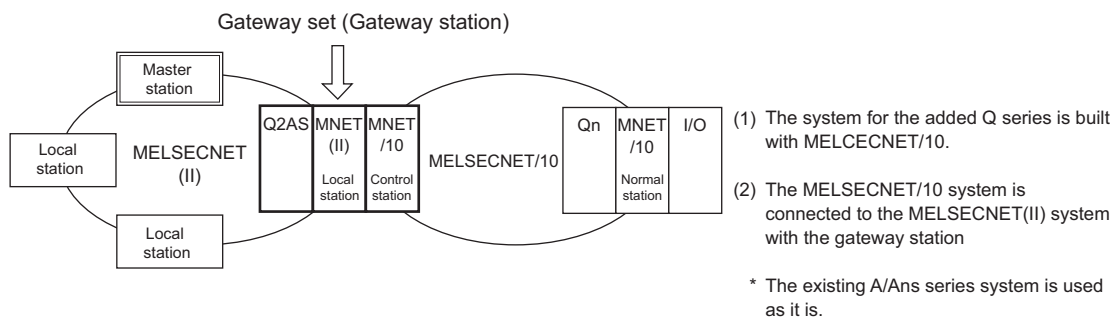 Gateway set (Gateway station)
Master
station
Local
station
MELSECNET
(II)
Local
station
Q2AS
MNET
(II)
Local
station
MNET
/10
Control
station
MELSECNET/10
Qn
MNET
/10
Normal
station
I/O
(1) The system for the added Q series is built
with MELCECNET/10.
(2) The MELSECNET/10 system is
connected to the MELSECNET(II) system
with the gateway station
* The existing A/Ans series system is used
as it is.